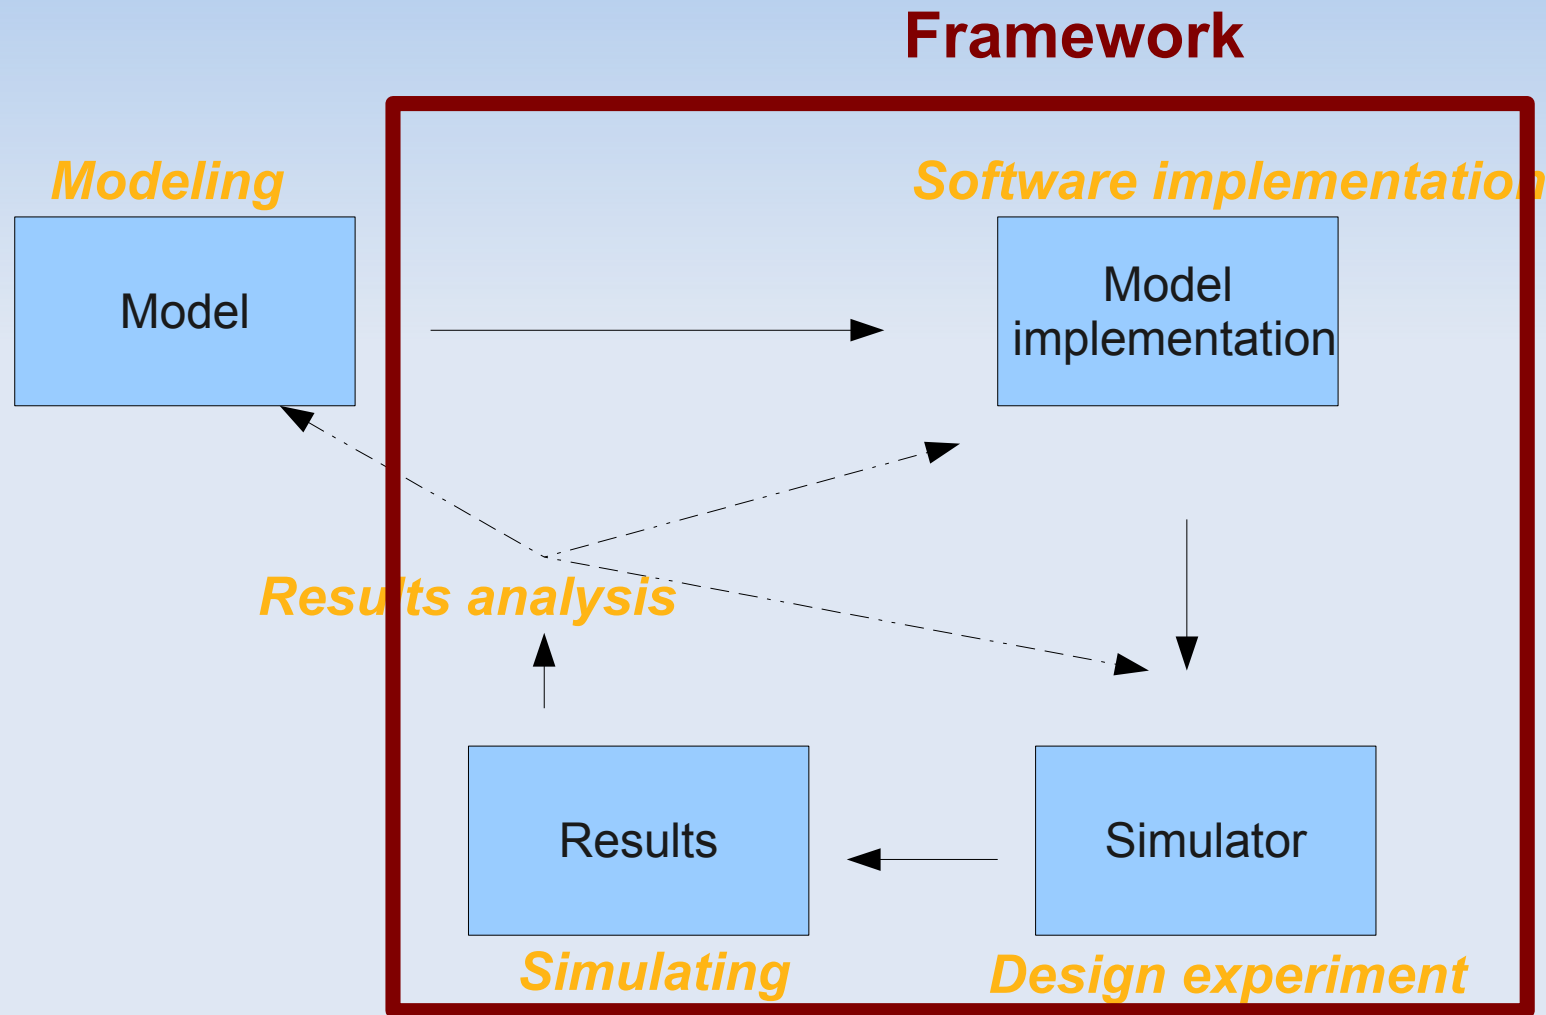 Framework
Modeling
Software implementation
Model
Model
implementation
Results analysis
Results
Simulator
Simulating
Design experiment